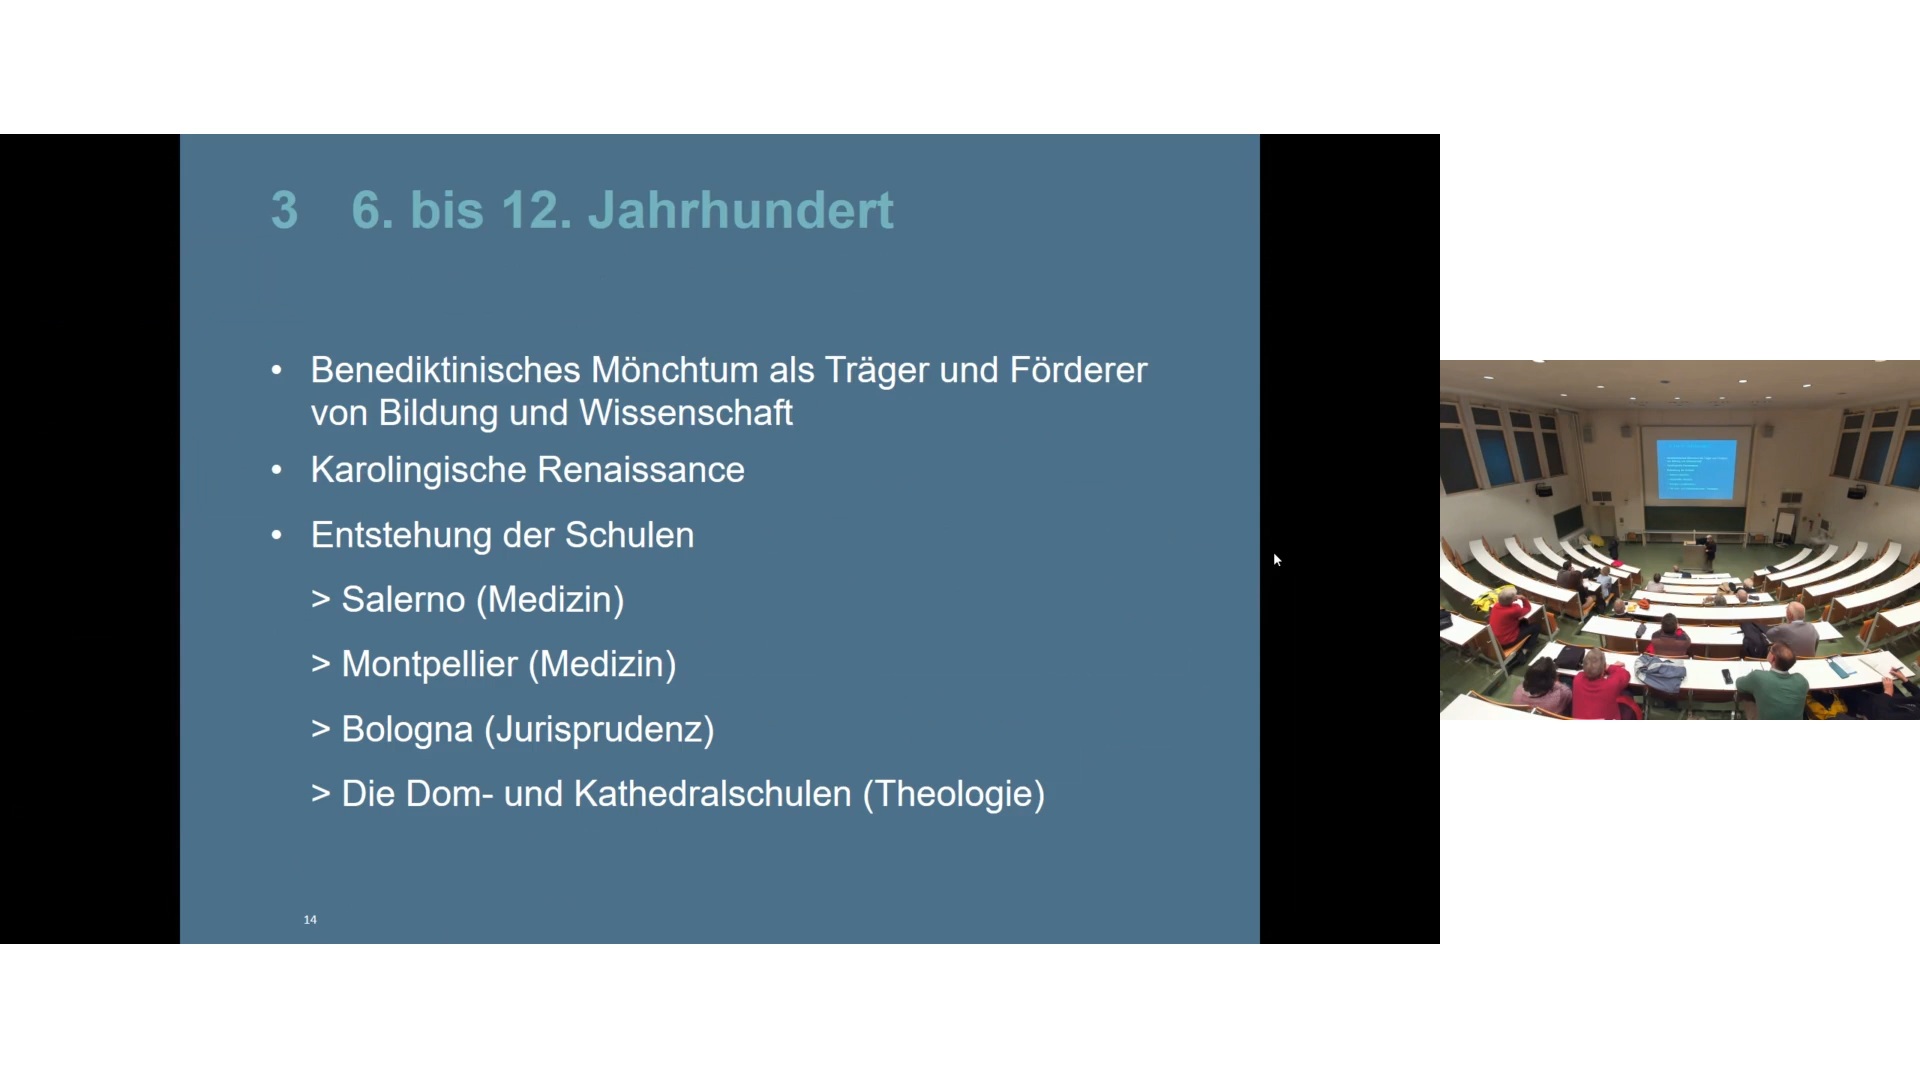 3 6. bis 12. Jahrhundert
• Benediktinisches Mönchtum als Träger und Förderer
von Bildung und Wissenschaft
• Karolingische Renaissance
• Entstehung der Schulen
> Salerno (Medizin)
> Montpellier (Medizin)
> Bologna (Jurisprudenz)
> Die Dom- und Kathedralschulen (Theologie)
14